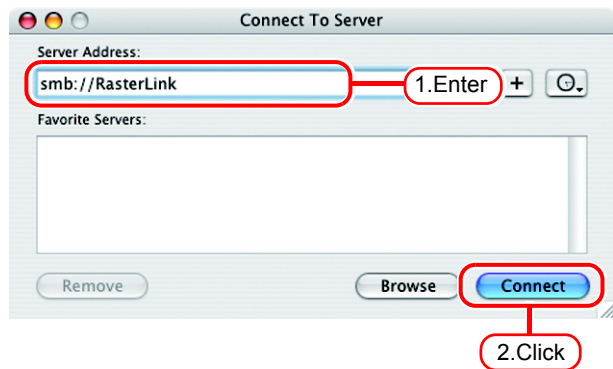 Connect To Server
Server Address:
smb://RasterLink
1.Enter
+
Favorite Servers:
Remove
Browse
Connect
2.Click